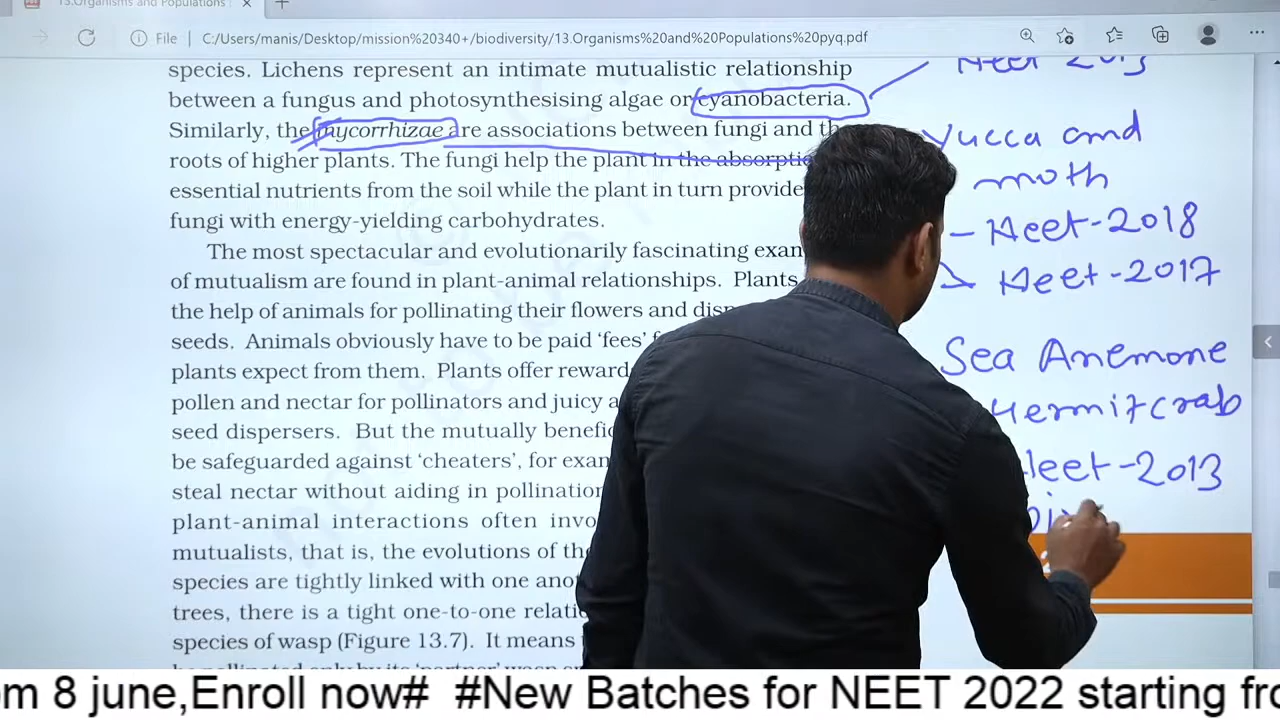 13.Organisms and Populations
File
C:/Users/manis/Desktop/mission%20340+/biodiversity/13.Organisms%20and%20Populations%20pyq.pdf
species. Lichens represent an intimate mutualistic relationship
between a fungus and photosynthesising algae or cyanobacteria.
Similarly, the mycorrhizae are associations between fungi and th
roots of higher plants. The fungi help the plant in the absorptio
essential nutrients from the soil while the plant in turn provide
fungi with energy-yielding carbohydrates.
The most spectacular and evolutionarily fascinating exam
of mutualism are found in plant-animal relationships. Plants
the help of animals for pollinating their flowers and disp
seeds. Animals obviously have to be paid 'fees' f
plants expect from them. Plants offer reward
pollen and nectar for pollinators and juicy a
seed dispersers. But the mutually benefic
be safeguarded against 'cheaters', for exam
steal nectar without aiding in pollination
plant-animal interactions often invo
mutualists, that is, the evolutions of th
species are tightly linked with one ano
trees, there is a tight one-to-one relati
species of wasp (Figure 13.7). It means
Neet 2015
Yucca and
moth
- Neet-2018
Neet-2017
Sea Anemone
Hermitcrab
Neet-2013
om 8 june,Enroll now# #New Batches for NEET 2022 starting fro